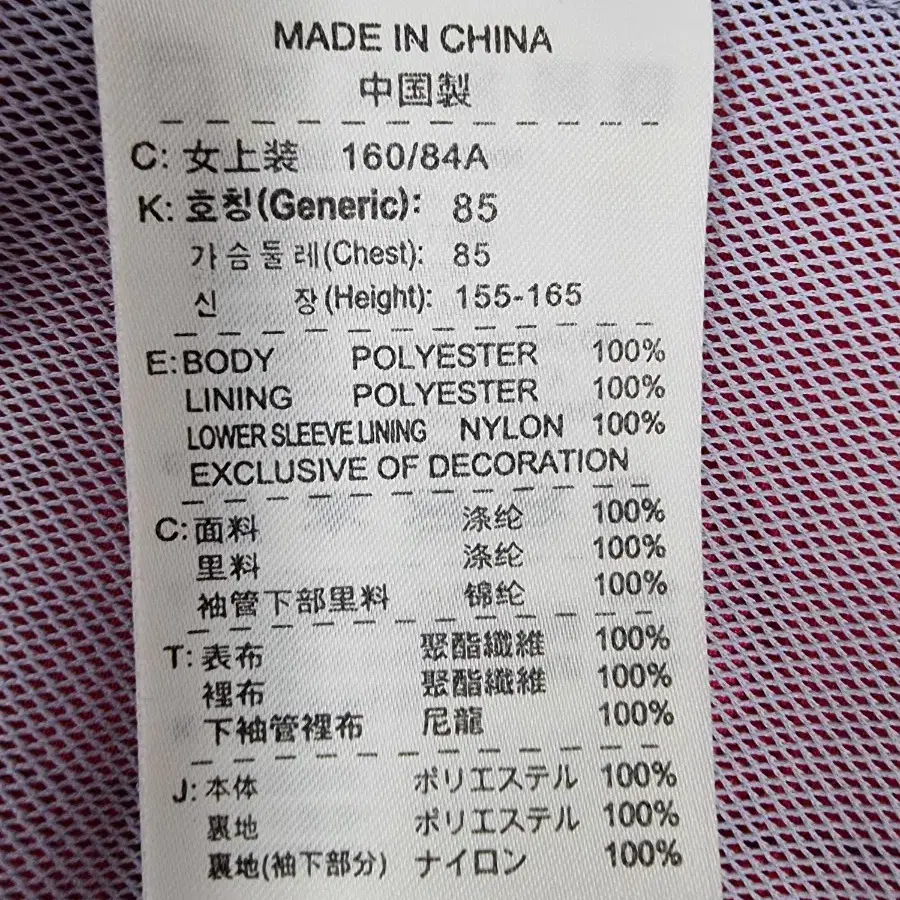 MADE IN CHINA
中国製
C: 女上装 160/84A
K: 호칭(Generic): 85
가슴둘레(Chest): 85
신 장(Height): 155-165
E: BODY POLYESTER 100%
LINING POLYESTER 100%
LOWER SLEEVE LINING NYLON 100%
EXCLUSIVE OF DECORATION
C: 面料 涤纶 100%
里料 涤纶 100%
袖管下部里料 锦纶 100%
T: 表布 聚酯纖維 100%
裡布 聚酯纖維 100%
下袖管裡布 尼龍 100%
J: 本体 ポリエステル 100%
裏地 ポリエステル 100%
裏地(袖下部分) ナイロン 100%